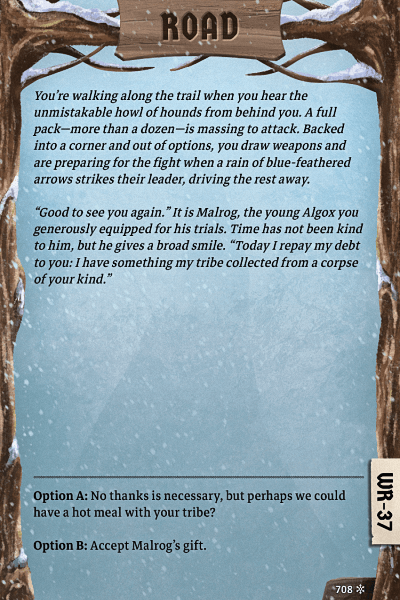 ROAD
You're walking along the trail when you hear the
unmistakable howl of hounds from behind you. A full
pack—more than a dozen—is massing to attack. Backed
into a corner and out of options, you draw weapons and
are preparing for the fight when a rain of blue-feathered
arrows strikes their leader, driving the rest away.
“Good to see you again.” It is Malrog, the young Algox you
generously equipped for his trials. Time has not been kind
to him, but he gives a broad smile. “Today I repay my debt
to you: I have something my tribe collected from a corpse
of your kind.”
Option A: No thanks is necessary, but perhaps we could
have a hot meal with your tribe?
Option B: Accept Malrog's gift.
WR-37
708